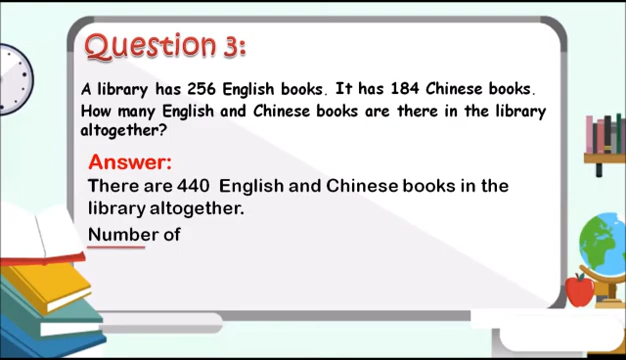 Question 3:
A library has 256 English books. It has 184 Chinese books.
How many English and Chinese books are there in the library
altogether?
Answer:
There are 440 English and Chinese books in the
library altogether.
Number of